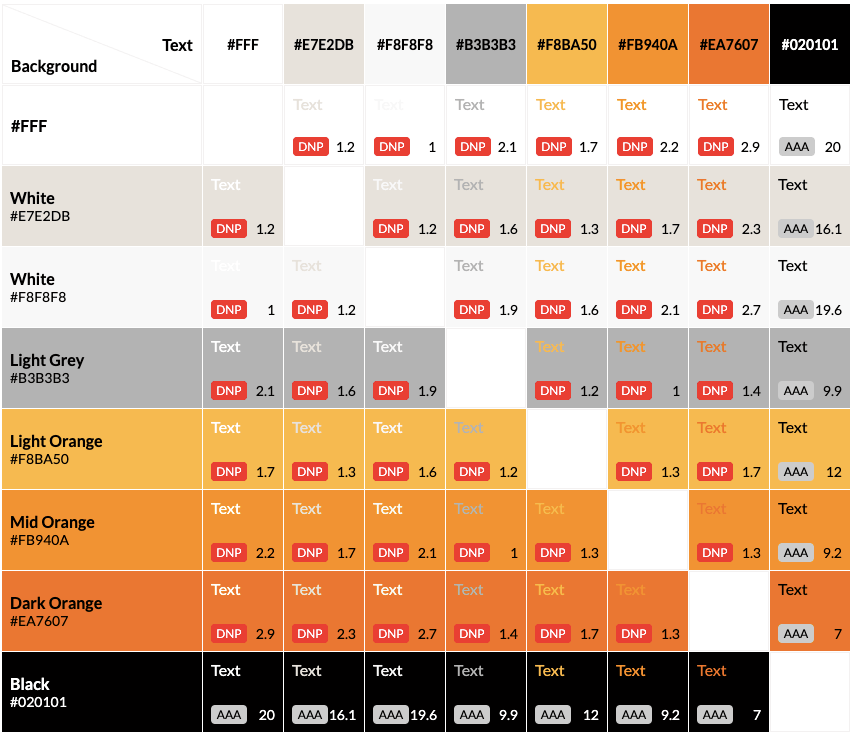 Text
Background
#FFF #E7E2DB #F8F8F8 #B3B3B3 #F8BA50 #FB940A #EA7607 #020101
#FFF
Text Text Text Text Text Text Text
DNP 1.2 DNP 1 DNP 2.1 DNP 1.7 DNP 2.2 DNP 2.9 AAA 20
White
#E7E2DB
Text Text Text Text Text Text Text
DNP 1.2 DNP 1.2 DNP 1.6 DNP 1.3 DNP 1.7 DNP 2.3 AAA 16.1
White
#F8F8F8
Text Text Text Text Text Text Text
DNP 1 DNP 1.2 DNP 1.9 DNP 1.6 DNP 2.1 DNP 2.7 AAA 19.6
Light Grey
#B3B3B3
Text Text Text Text Text Text Text
DNP 2.1 DNP 1.6 DNP 1.9 DNP 1.2 DNP 1 DNP 1.4 AAA 9.9
Light Orange
#F8BA50
Text Text Text Text Text Text Text
DNP 1.7 DNP 1.3 DNP 1.6 DNP 1.2 DNP 1.3 DNP 1.7 AAA 12
Mid Orange
#FB940A
Text Text Text Text Text Text Text
DNP 2.2 DNP 1.7 DNP 2.1 DNP 1 DNP 1.3 DNP 1.3 AAA 9.2
Dark Orange
#EA7607
Text Text Text Text Text Text Text
DNP 2.9 DNP 2.3 DNP 2.7 DNP 1.4 DNP 1.7 DNP 1.3 AAA 7
Black
#020101
Text Text Text Text Text Text Text
AAA 20 AAA 16.1 AAA 19.6 AAA 9.9 AAA 12 AAA 9.2 AAA 7